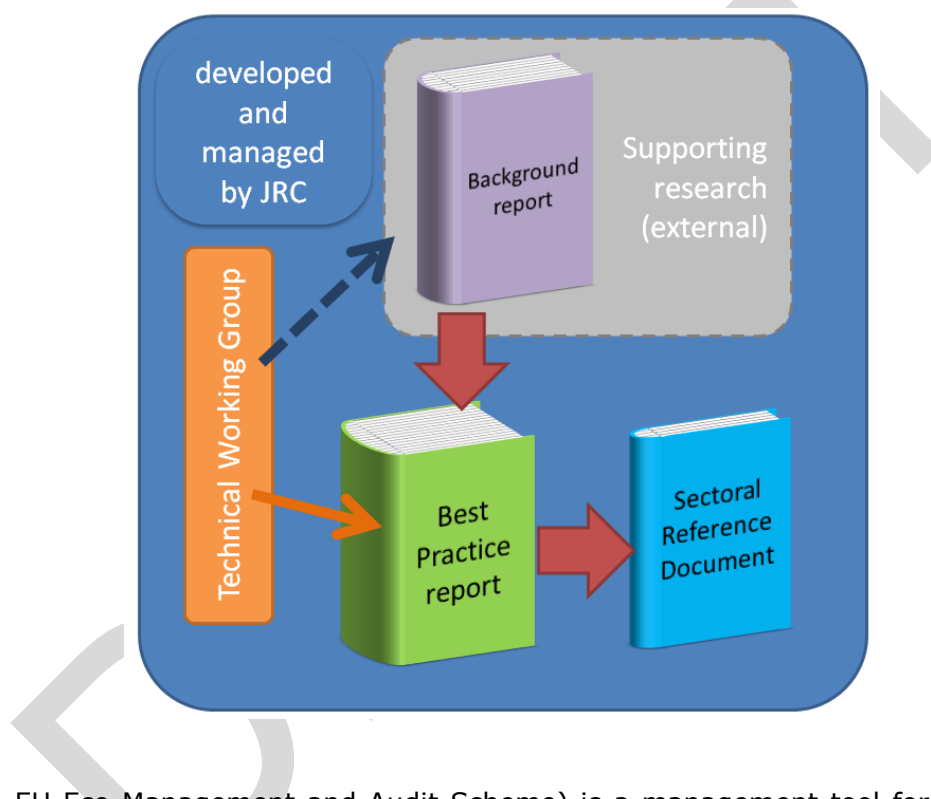 developed
and
managed
by JRC
Background
report
Supporting
research
(external)
Technical Working Group
Best
Practice
report
Sectoral
Reference
Document
EU Eco-Management and Audit Scheme) is a management tool for